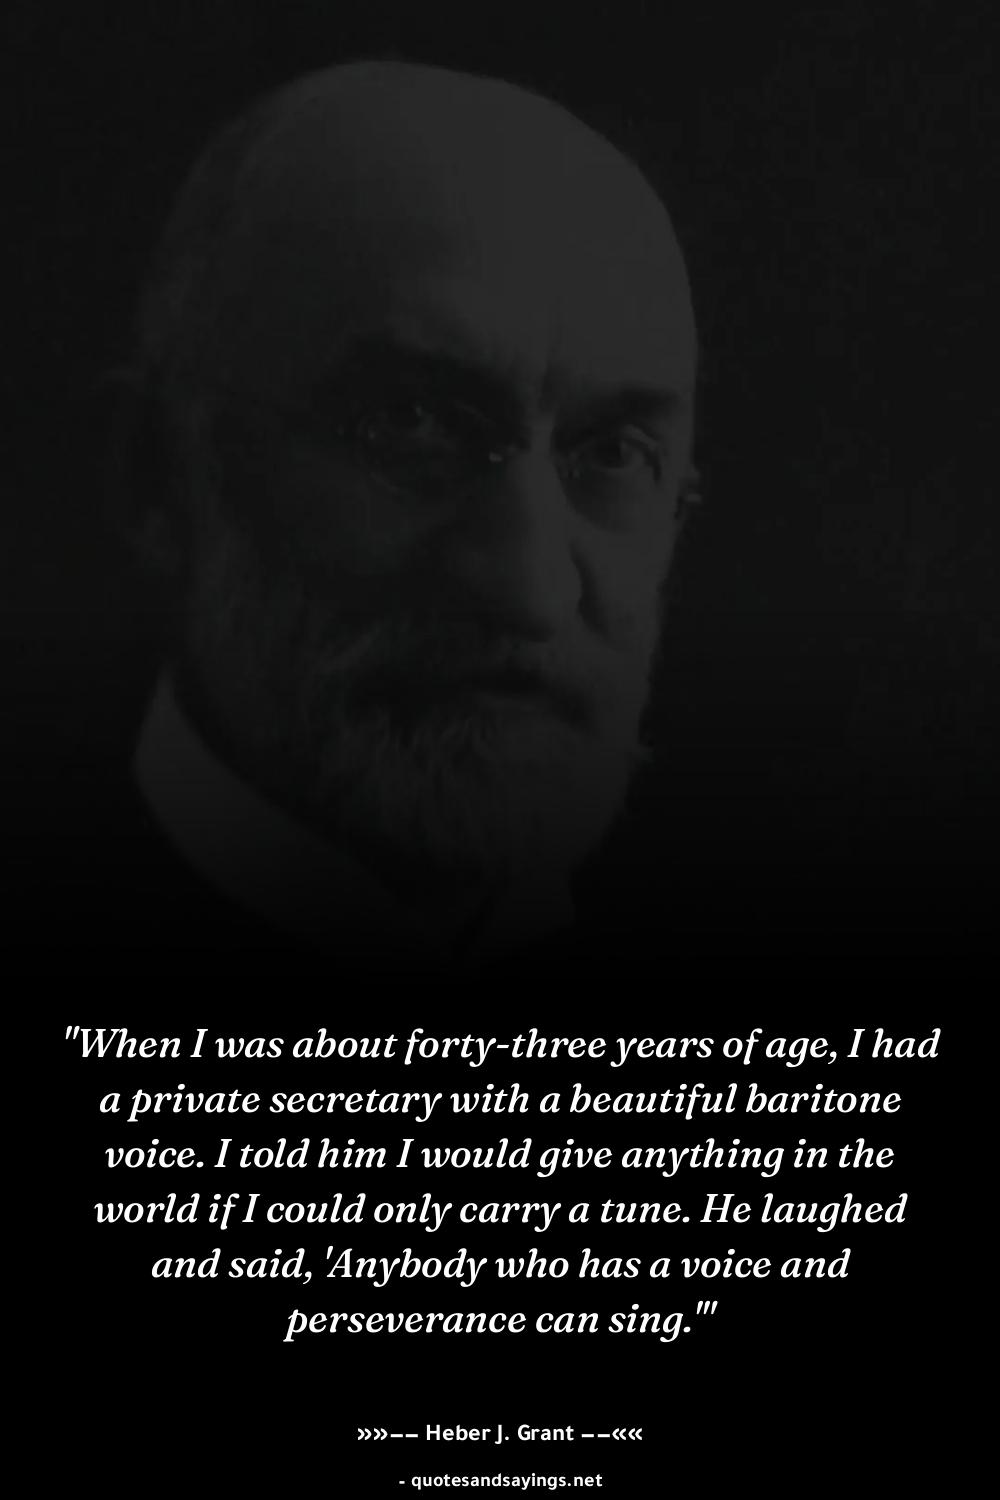 "When I was about forty-three years of age, I had
a private secretary with a beautiful baritone
voice. I told him I would give anything in the
world if I could only carry a tune. He laughed
and said, 'Anybody who has a voice and
perseverance can sing.'"
»»—— Heber J. Grant ——««
- quotesandsayings.net